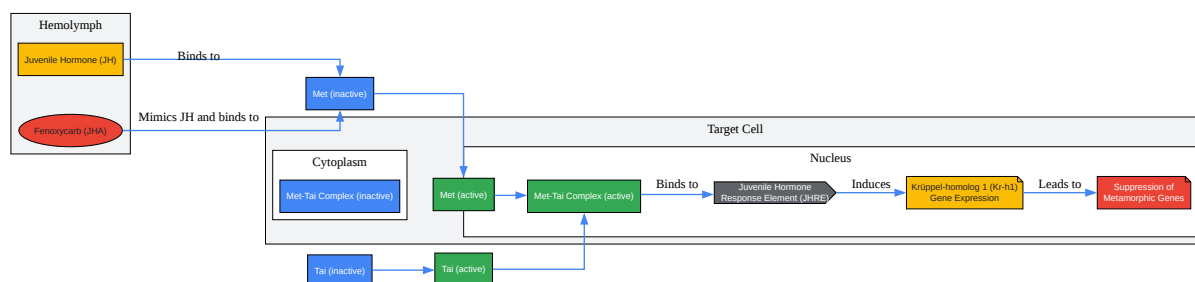 Hemolymph
Juvenile Hormone (JH)
Binds to
Met (inactive)
Mimics JH and binds to
Fenoxycarb (JHA)
Target Cell
Cytoplasm
Nucleus
Met-Tai Complex (inactive)
Met (active)
Met-Tai Complex (active)
Binds to
Juvenile Hormone
Response Element (JHRE)
Induces
Krüppel-homolog 1 (Kr-h1)
Gene Expression
Leads to
Suppression of
Metamorphic Genes
Tai (inactive)
Tai (active)